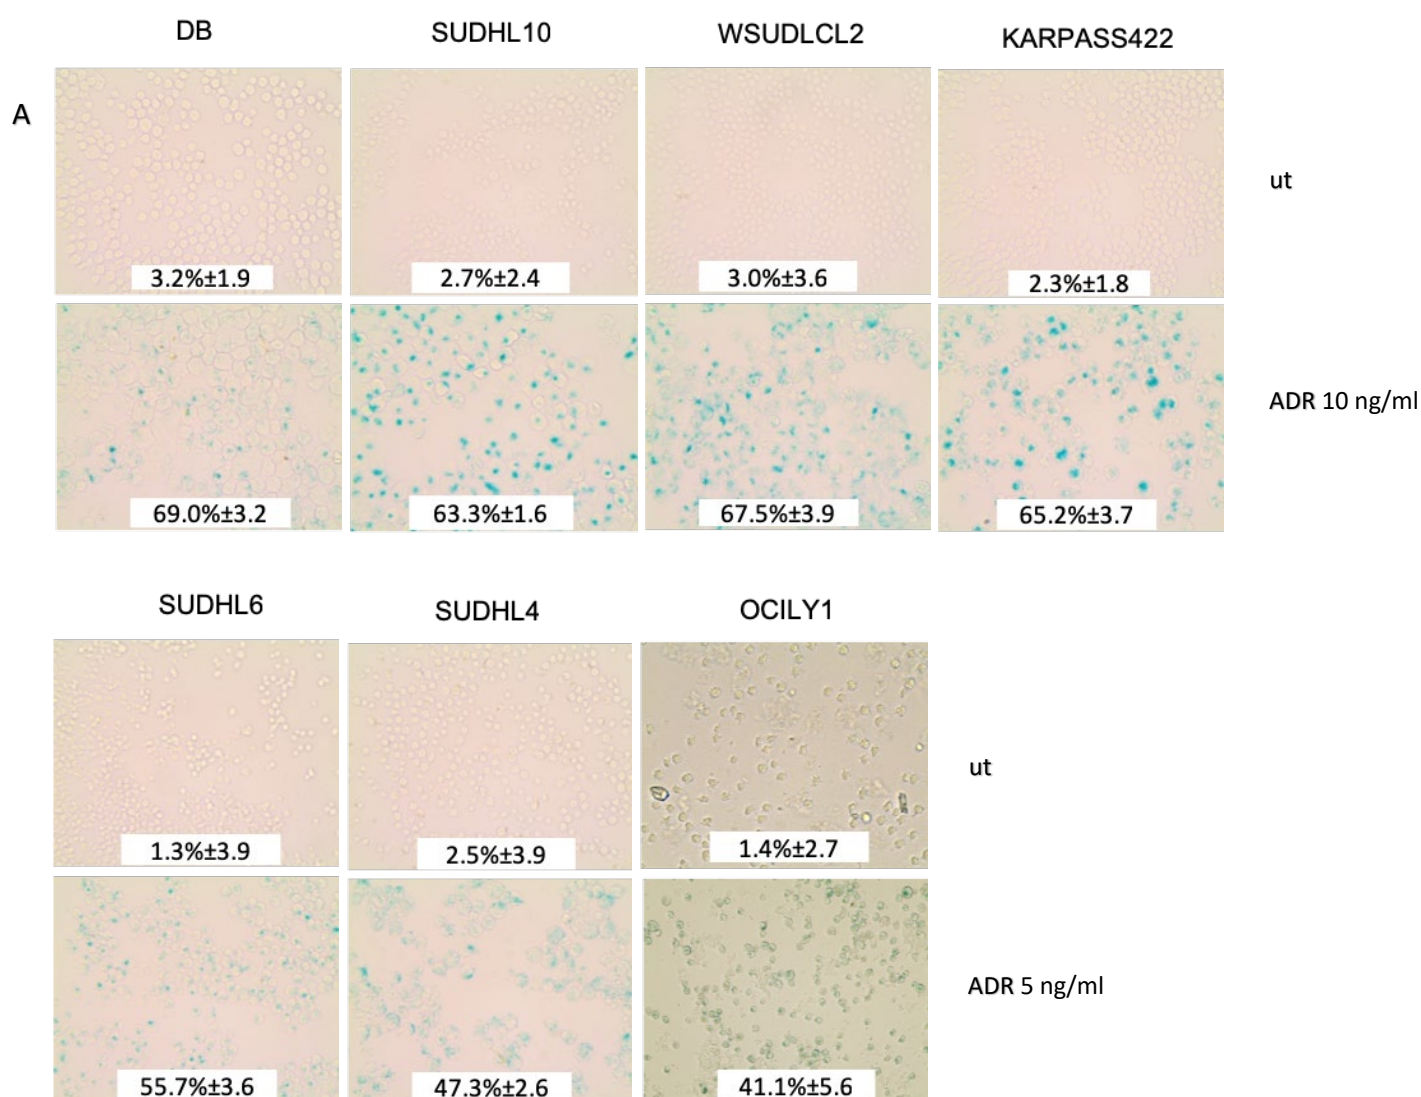 DB SUDHL10 WSUDLCL2 KARPASS422
A
ut
3.2%±1.9 2.7%±2.4 3.0%±3.6 2.3%±1.8
ADR 10 ng/ml
69.0%±3.2 63.3%±1.6 67.5%±3.9 65.2%±3.7
SUDHL6 SUDHL4 OCILY1
ut
1.3%±3.9 2.5%±3.9 1.4%±2.7
ADR 5 ng/ml
55.7%±3.6 47.3%±2.6 41.1%±5.6